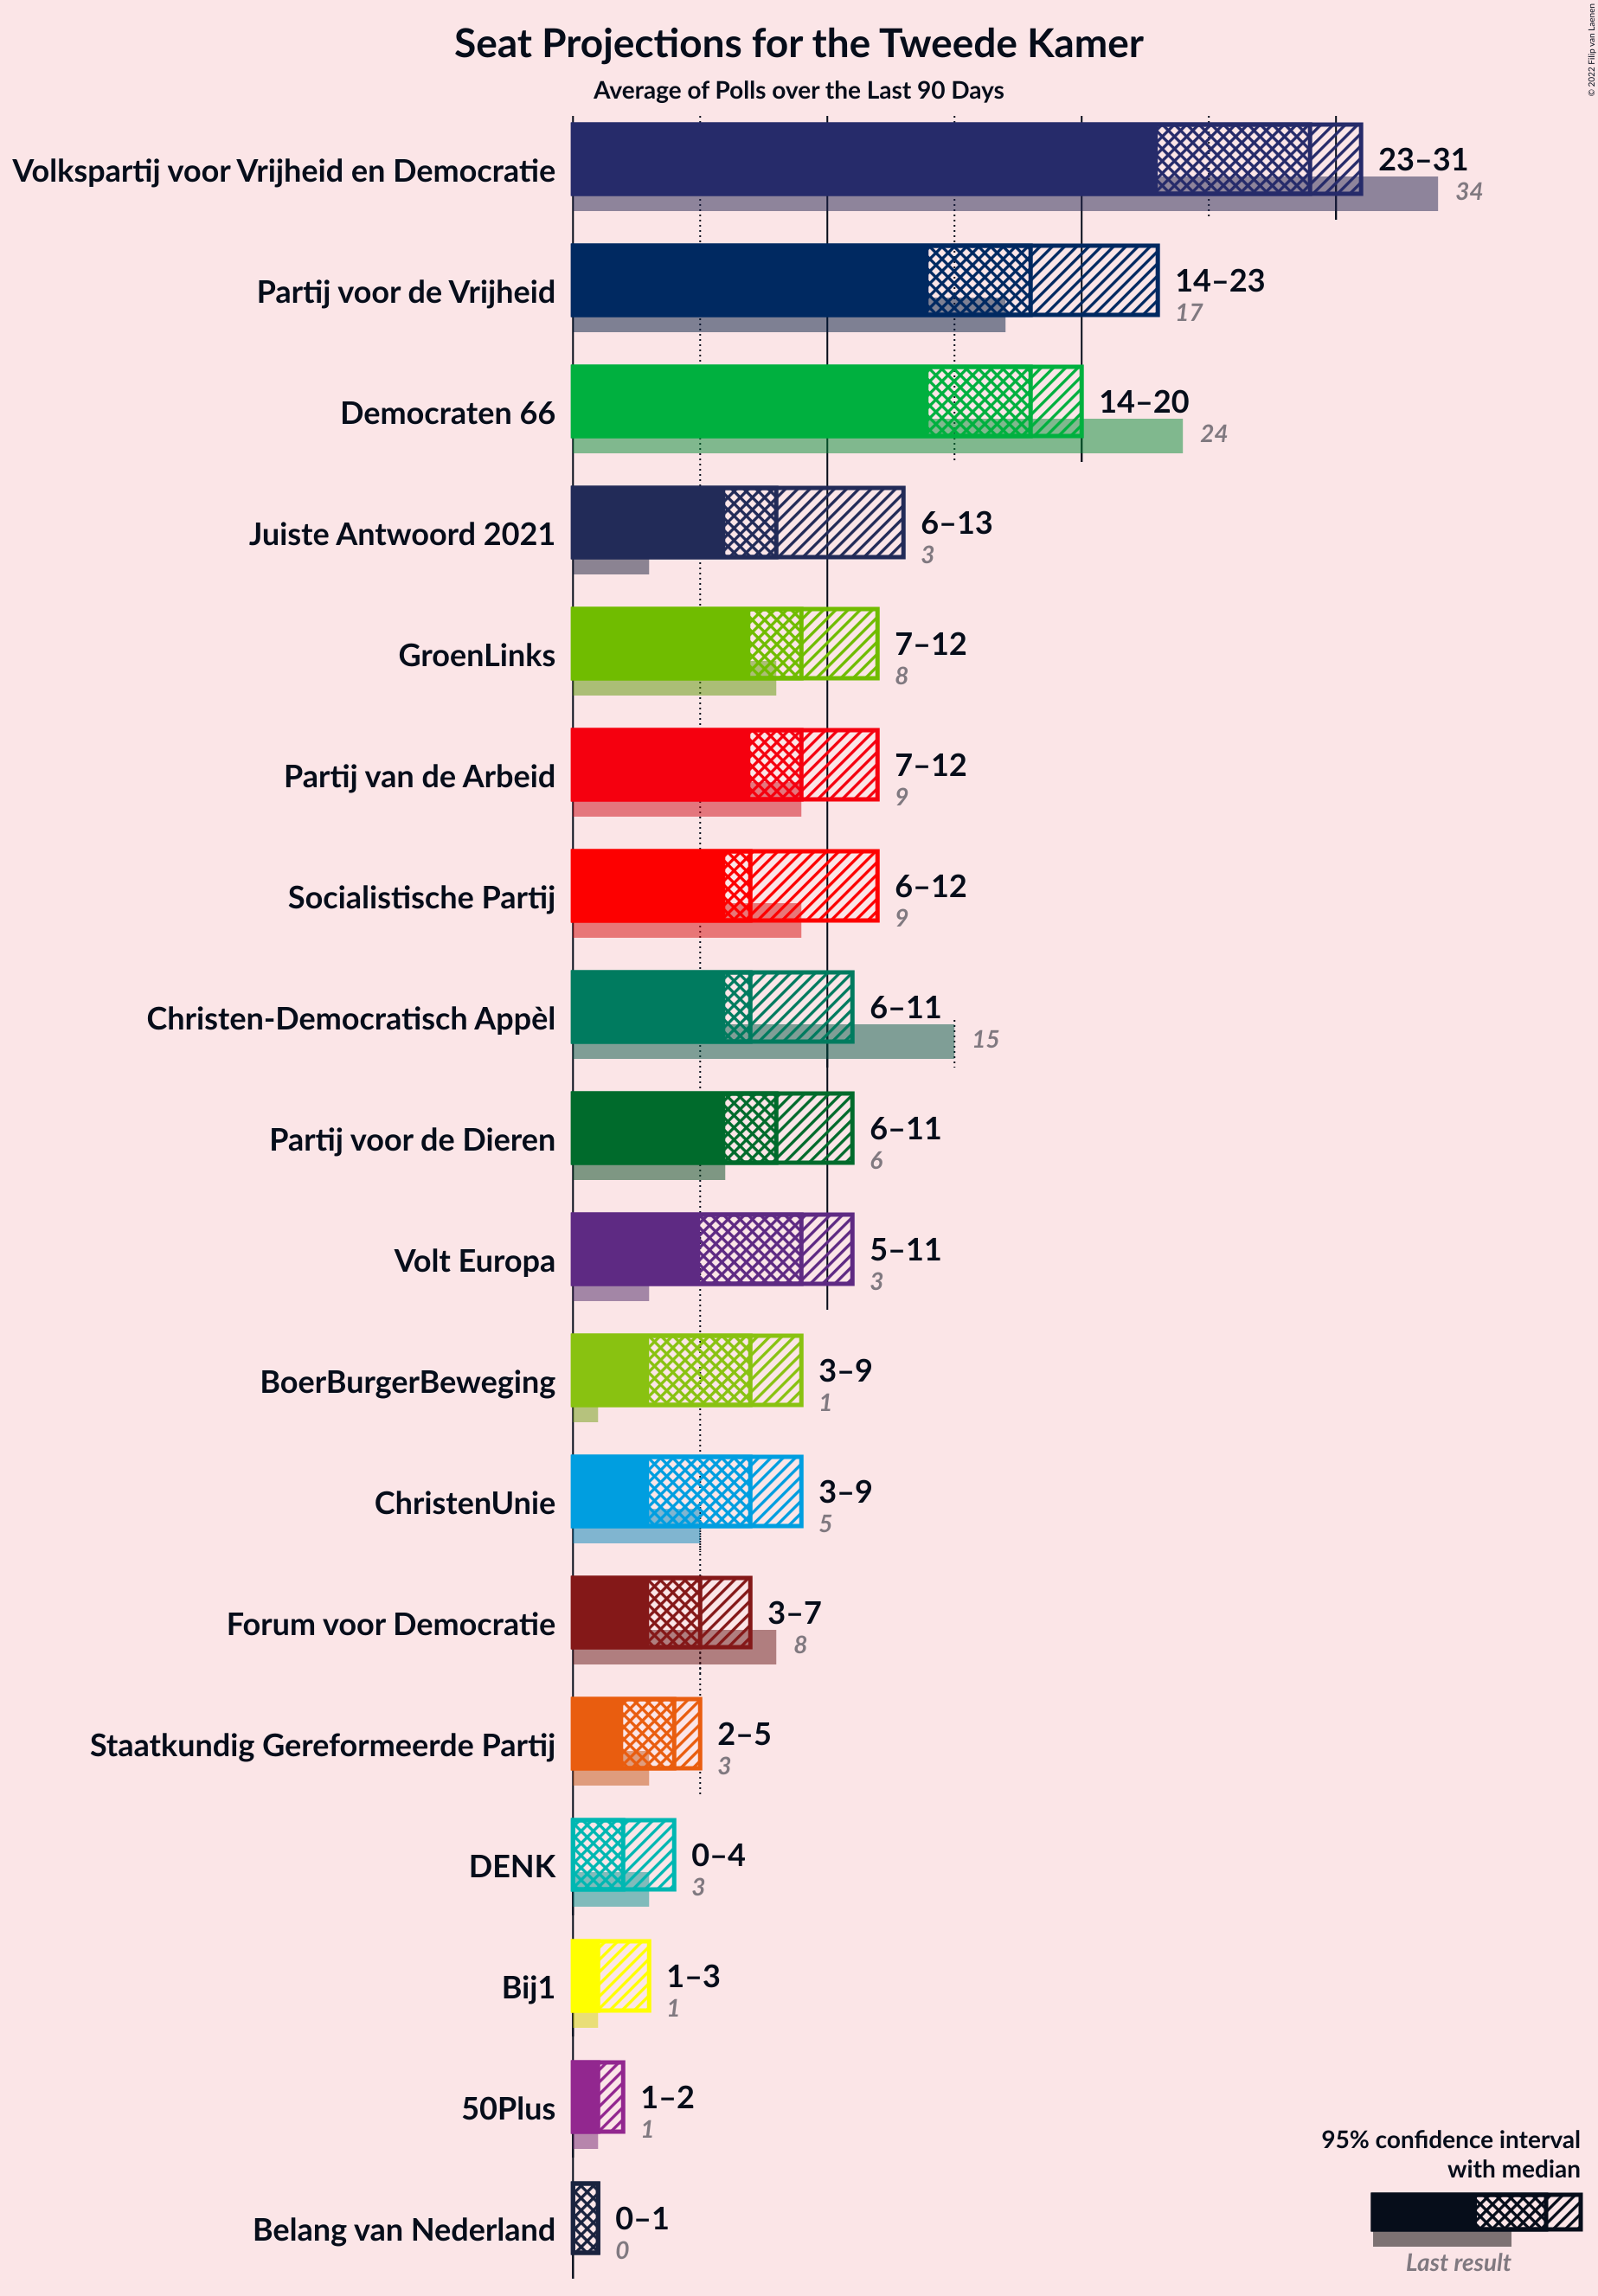 Seat Projections for the Tweede Kamer
Average of Polls over the Last 90 Days
© 2022 Filip van Laenen
Volkspartij voor Vrijheid en Democratie
23–31
34
Partij voor de Vrijheid
14–23
17
Democraten 66
14–20
24
Juiste Antwoord 2021
6–13
3
GroenLinks
7–12
8
Partij van de Arbeid
7–12
9
Socialistische Partij
6–12
9
Christen-Democratisch Appèl
6–11
15
Partij voor de Dieren
6–11
6
Volt Europa
5–11
3
BoerBurgerBeweging
3–9
1
ChristenUnie
3–9
5
Forum voor Democratie
3–7
8
Staatkundig Gereformeerde Partij
2–5
3
DENK
0–4
3
Bij1
1–3
1
50Plus
1–2
1
Belang van Nederland
0–1
0
95% confidence interval
with median
Last result